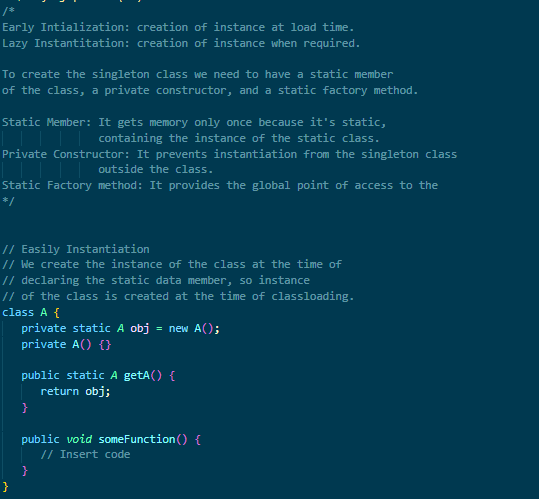 /*
Early Intialization: creation of instance at load time.
Lazy Instantitation: creation of instance when required.

To create the singleton class we need to have a static member
of the class, a private constructor, and a static factory method.

Static Member: It gets memory only once because it's static,
               containing the instance of the static class.
Private Constructor: It prevents instantiation from the singleton class
               outside the class.
Static Factory method: It provides the global point of access to the
*/


// Easily Instantiation
// We create the instance of the class at the time of
// declaring the static data member, so instance
// of the class is created at the time of classloading.
class A {
   private static A obj = new A();
   private A() {}

   public static A getA() {
      return obj;
   }

   public void someFunction() {
      // Insert code
   }
}